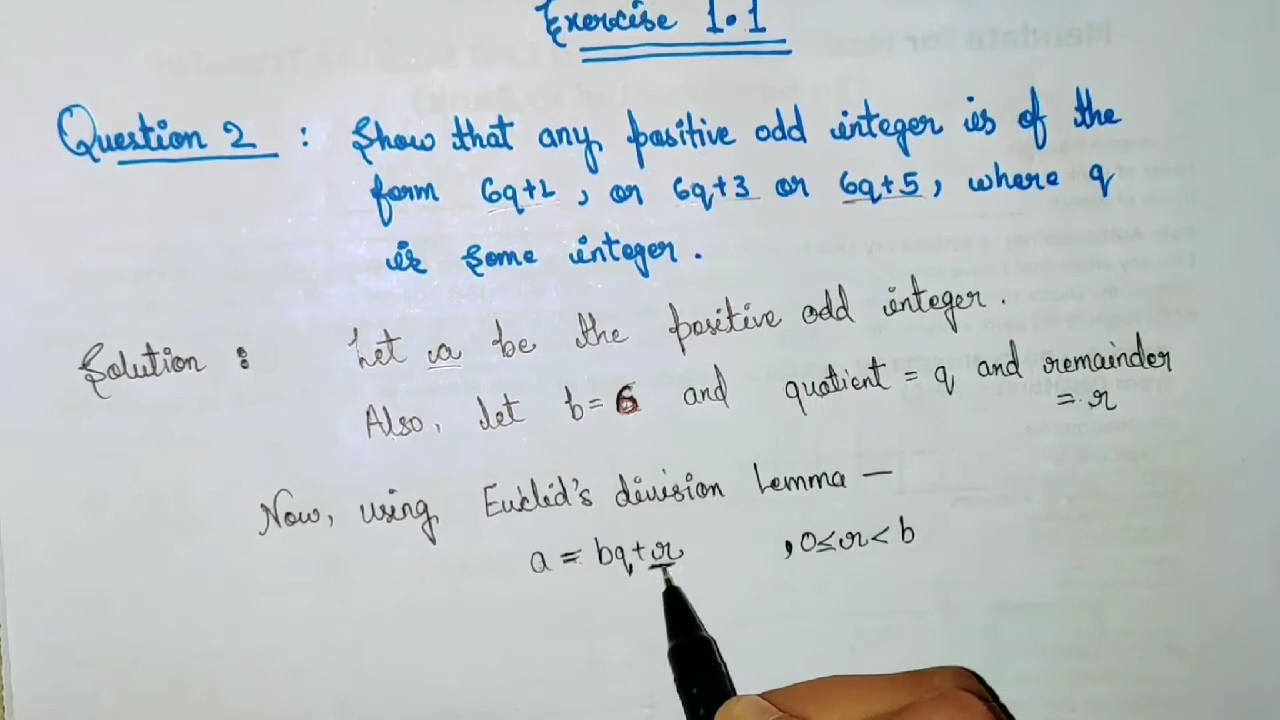 Exercise 1.1
Question 2 : Show that any positive odd integer is of the
form 6q+1, or 6q+3 or 6q+5, where q
is some integer.
Solution : Let a be the positive odd integer.
Also, let b=6 and quotient = q and remainder
= r
Now, using Euclid's division Lemma —
a = bq+r , 0≤r<b